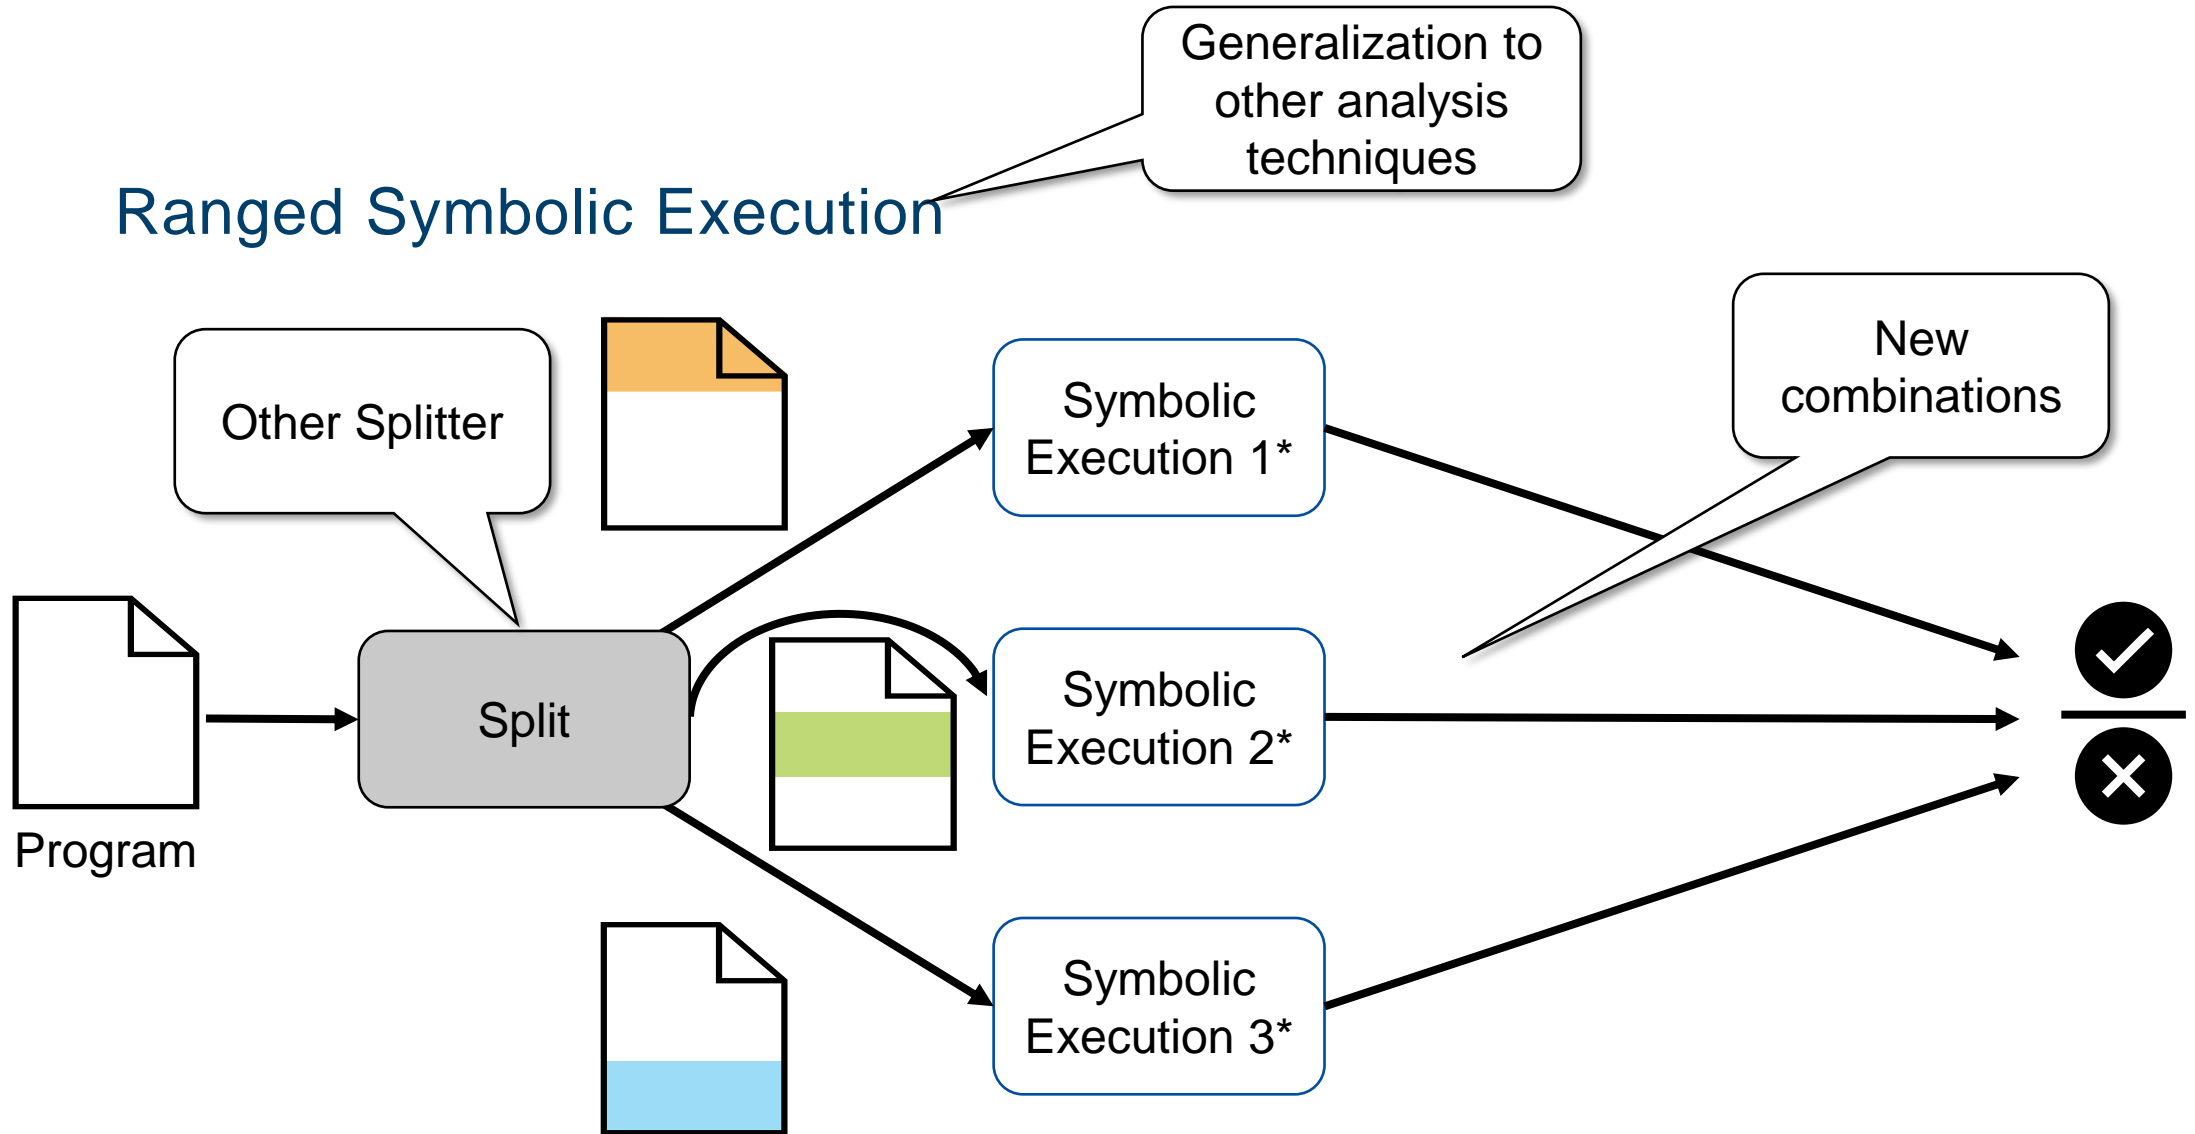 Generalization to
other analysis
techniques
Ranged Symbolic Execution
Other Splitter
Symbolic
Execution 1*
New
combinations
Split
Symbolic
Execution 2*
Program
Symbolic
Execution 3*